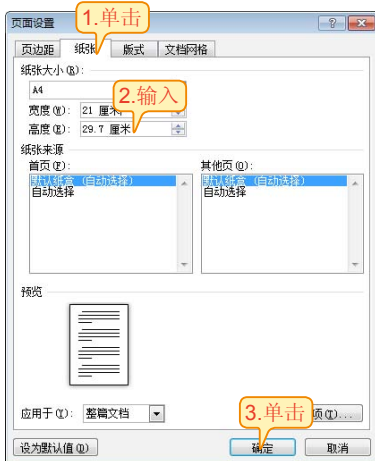 页面设置
1.单击
页边距 纸张 版式 文档网格
纸张大小(R):
A4
2.输入
宽度(W): 21 厘米
高度(E): 29.7 厘米
纸张来源
首页(F): 其他页(O):
默认纸盒 (自动选择) 默认纸盒 (自动选择)
自动选择 自动选择
预览
应用于(Y): 整篇文档
3.单击
项(T)...
设为默认值(D) 确定 取消